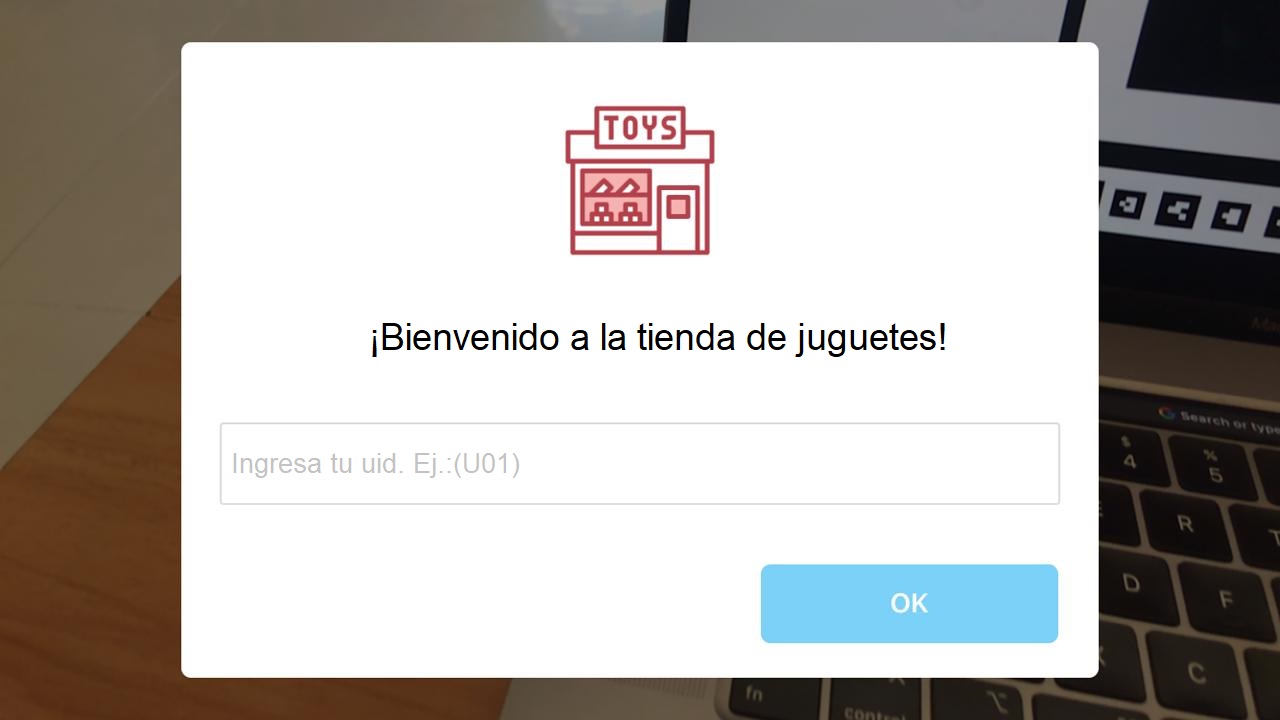 TOYS
¡Bienvenido a la tienda de juguetes!
Ingresa tu uid. Ej.:(U01)
OK
Search or type
$
4
%
5
R
D
F
C
fn
control